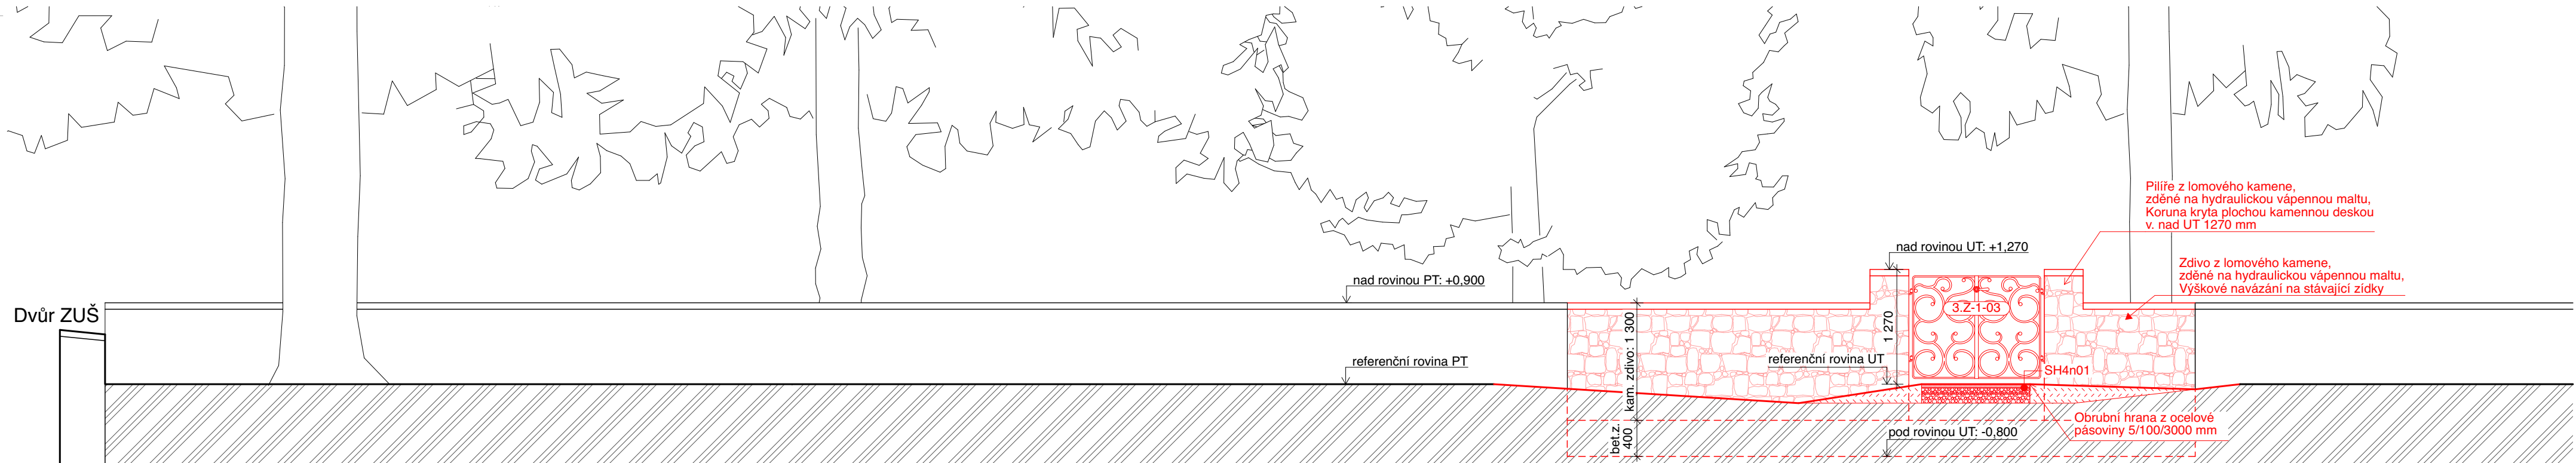 Pilíře z lomového kamene,
zděné na hydraulickou vápennou maltu,
Koruna kryta plochou kamennou deskou
v. nad UT 1270 mm
nad rovinou UT: +1,270
Zdivo z lomového kamene,
zděné na hydraulickou vápennou maltu,
Výškové navázání na stávající zídky
nad rovinou PT: +0,900
Dvůr ZUŠ
3.Z-1-03
kam. zdivo: 1 300
1 270
referenční rovina PT
referenční rovina UT
SH4n01
Obrubní hrana z ocelové
pásoviny 5/100/3000 mm
bet.z.
400
pod rovinou UT: -0,800